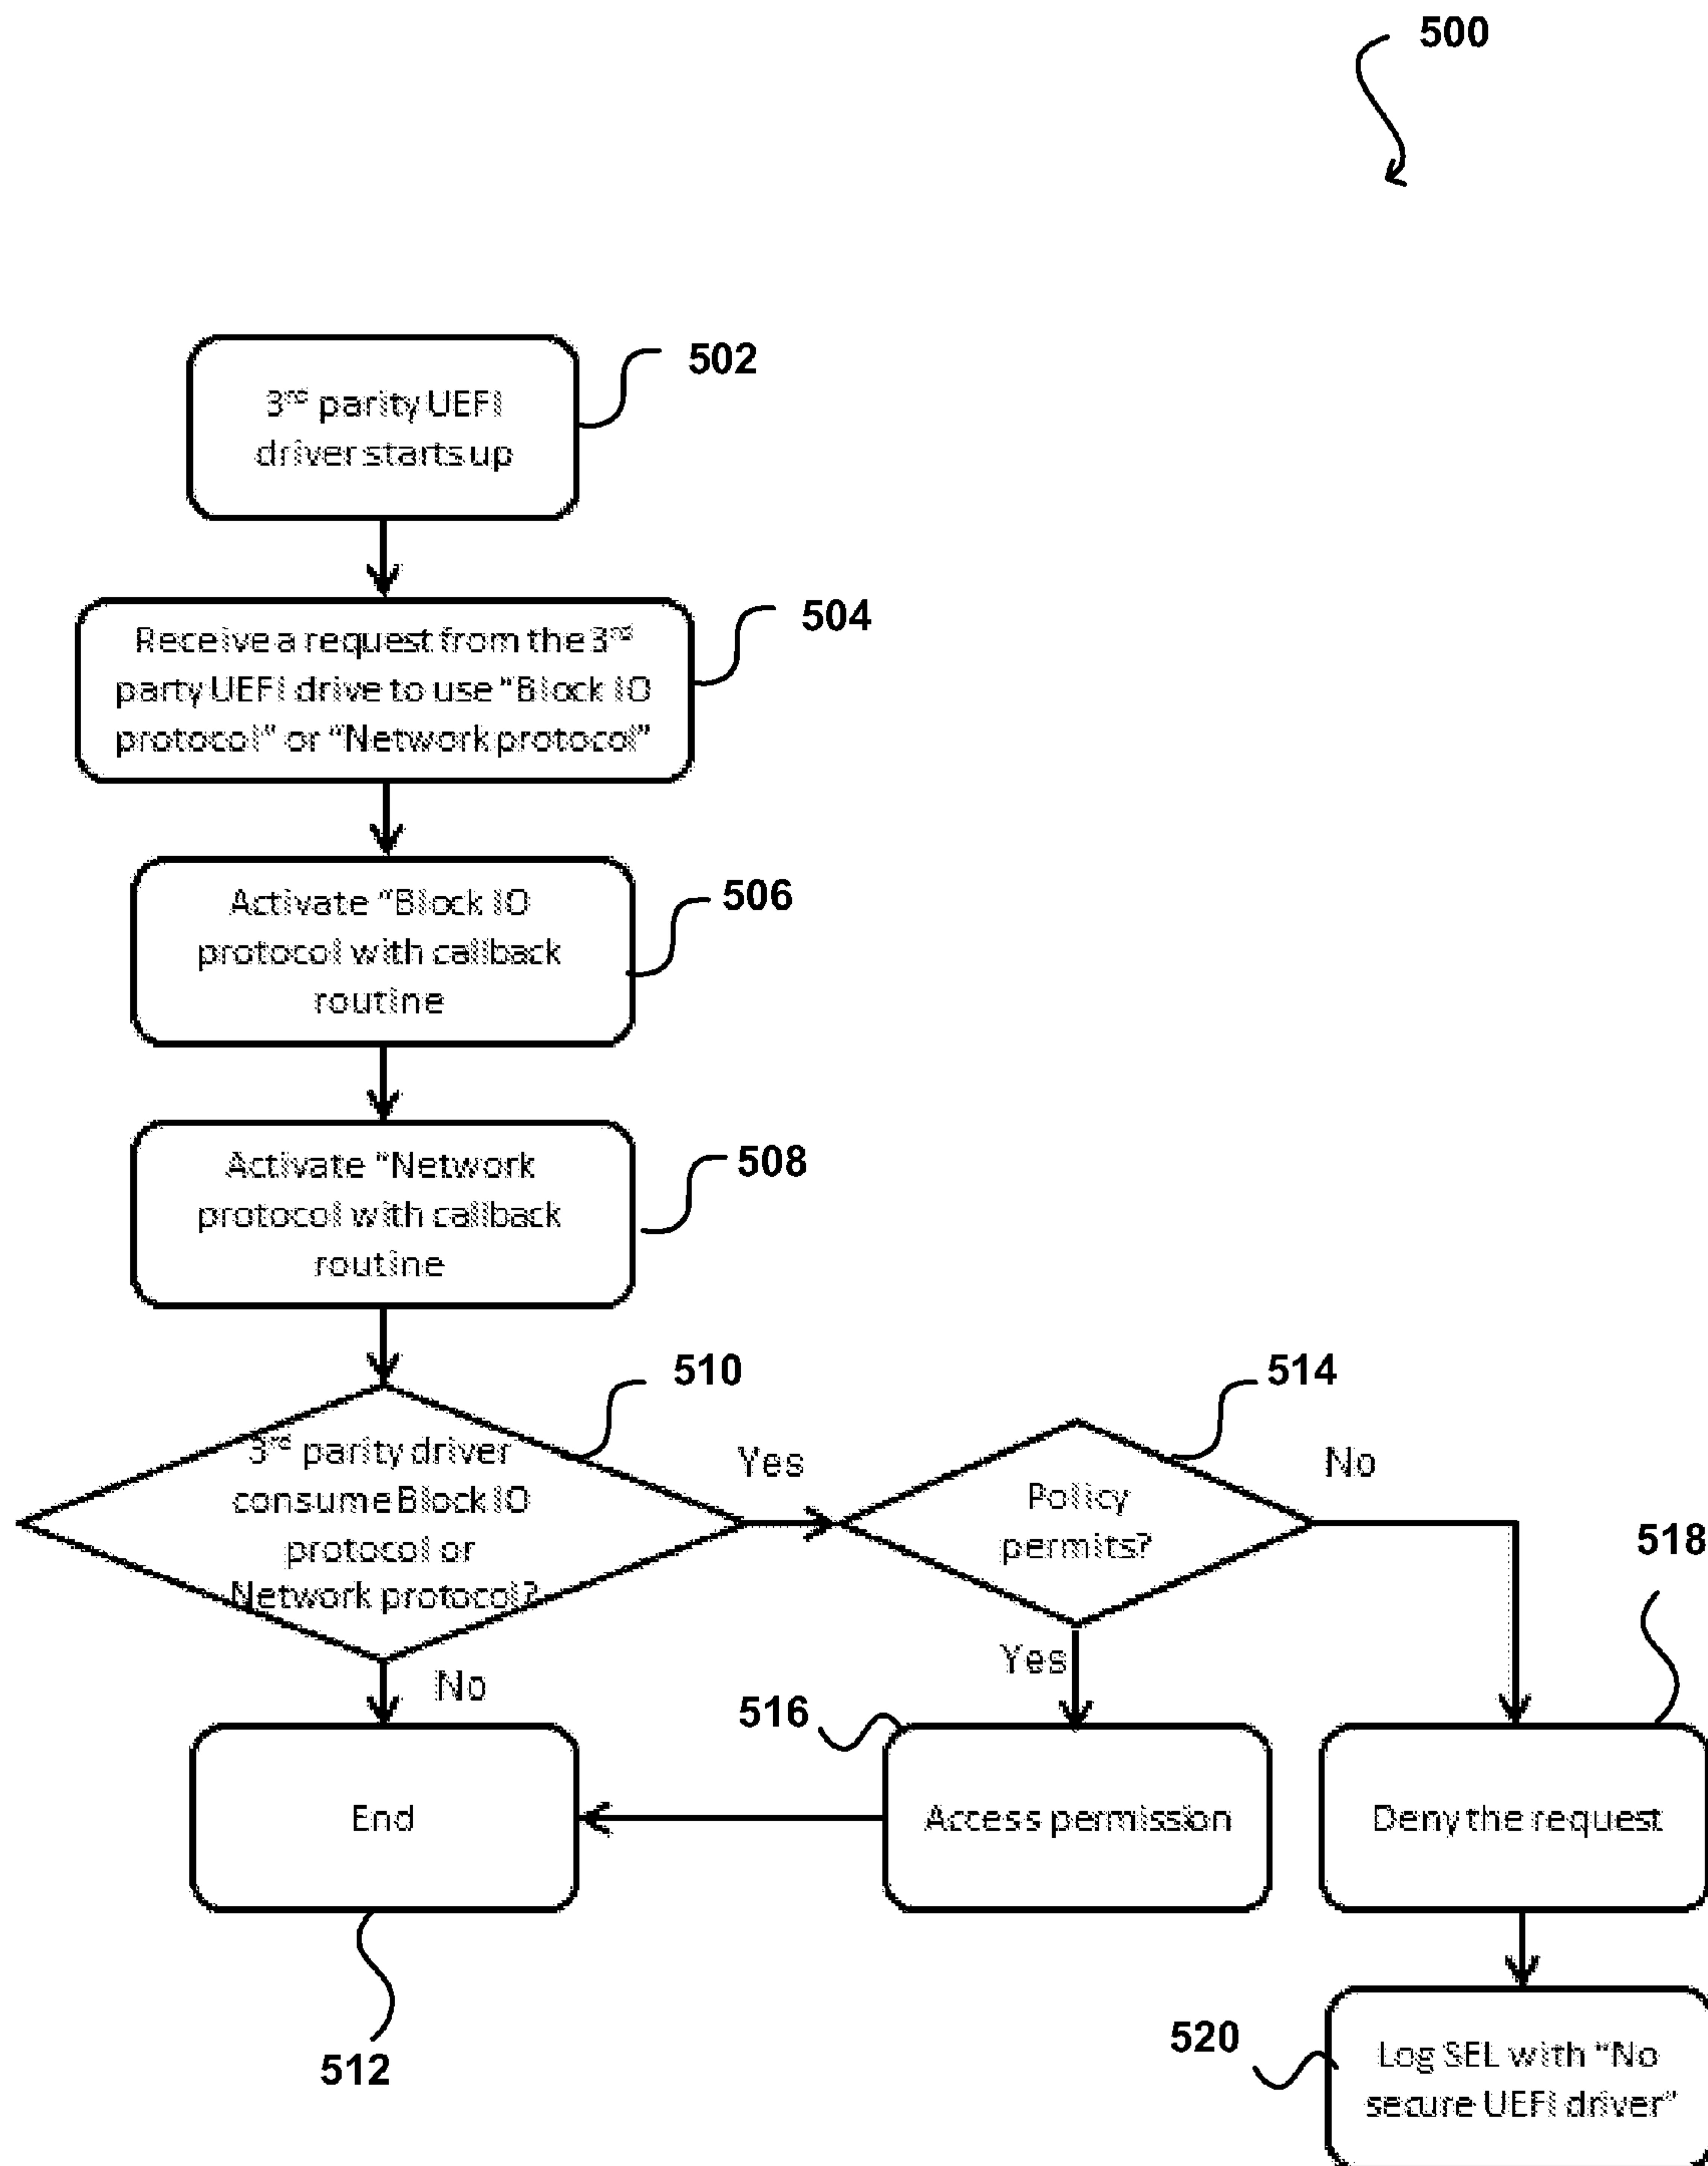 500
3rd parity UEFI
driver starts up
502
Receive a request from the 3rd
party UEFI drive to use “Block IO
protocol” or “Network protocol”
504
Activate “Block IO
protocol with callback
routine
506
Activate “Network
protocol with callback
routine
508
3rd parity driver
consume Block IO
protocol or
Network protocol?
510
Yes
No
Policy
permits?
514
No
Yes
518
516
End
Access permission
Deny the request
512
520
Log SEL with “No
secure UEFI driver”